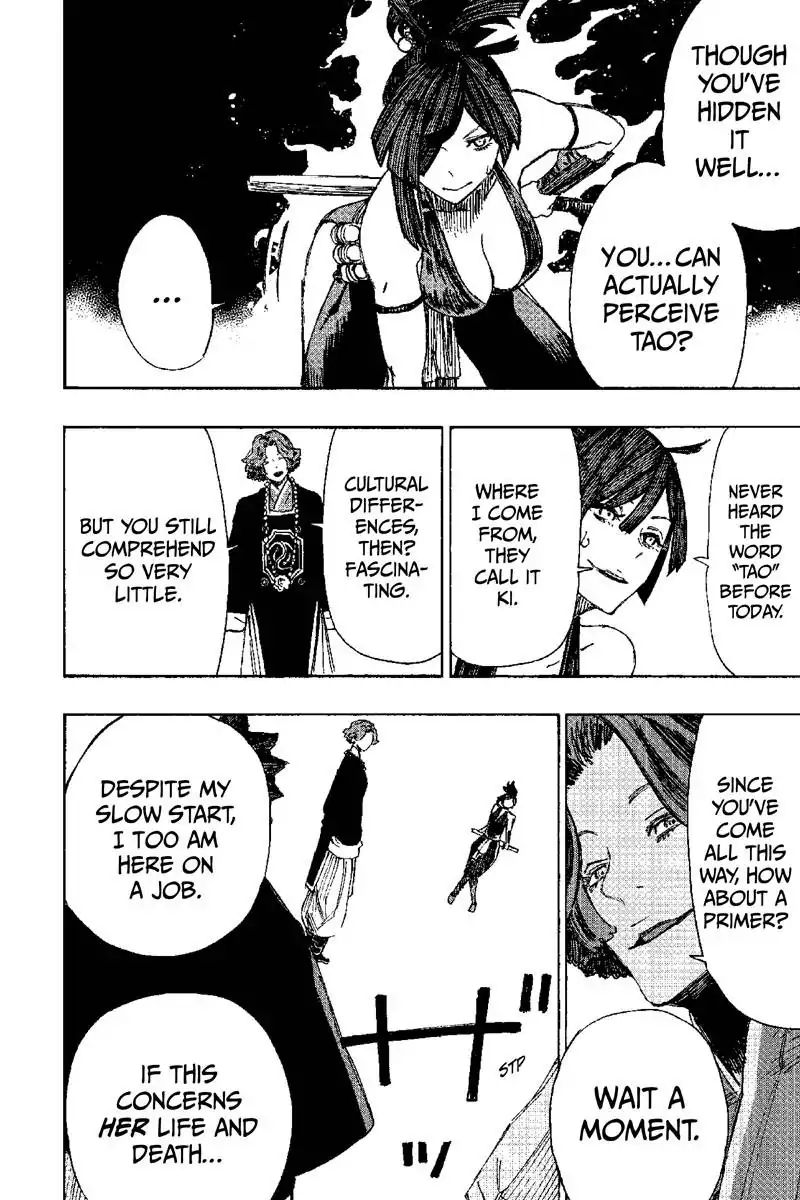 THOUGH
YOU'VE
HIDDEN
IT
WELL...
YOU...CAN
ACTUALLY
PERCEIVE
TAO?
...
NEVER
HEARD
THE
WORD
"TAO"
BEFORE
TODAY.
WHERE
I COME
FROM,
THEY
CALL IT
KI.
CULTURAL
DIFFER-
ENCES,
THEN?
FASCINA-
TING.
BUT YOU STILL
COMPREHEND
SO VERY
LITTLE.
SINCE
YOU'VE
COME
ALL THIS
WAY, HOW
ABOUT A
PRIMER?
WAIT A
MOMENT.
DESPITE MY
SLOW START,
I TOO AM
HERE ON
A JOB.
STP
IF THIS
CONCERNS
HER LIFE AND
DEATH...